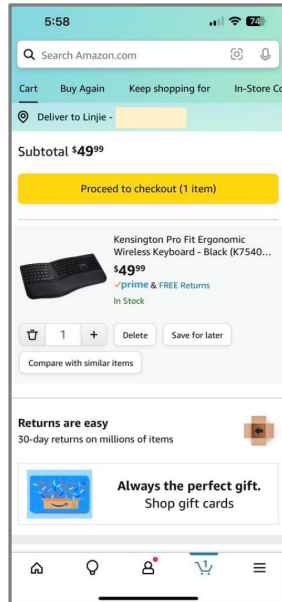 5:58
74
Search Amazon.com
Cart Buy Again Keep shopping for In-Store Co
Deliver to Linjie -
Subtotal $49⁹⁹
Proceed to checkout (1 item)
Kensington Pro Fit Ergonomic
Wireless Keyboard - Black (K7540...
$49⁹⁹
prime & FREE Returns
In Stock
1 + Delete Save for later
Compare with similar items
Returns are easy
30-day returns on millions of items
Always the perfect gift.
Shop gift cards
1